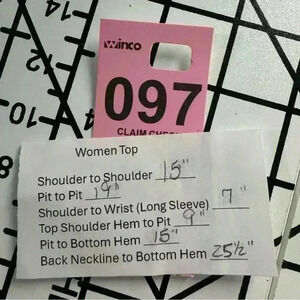 winco
097
CLAIM CHECK
Women Top
Shoulder to Shoulder 15"
Pit to Pit 19"
Shoulder to Wrist (Long Sleeve) 7"
Top Shoulder Hem to Pit 9"
Pit to Bottom Hem 15"
Back Neckline to Bottom Hem 25½"